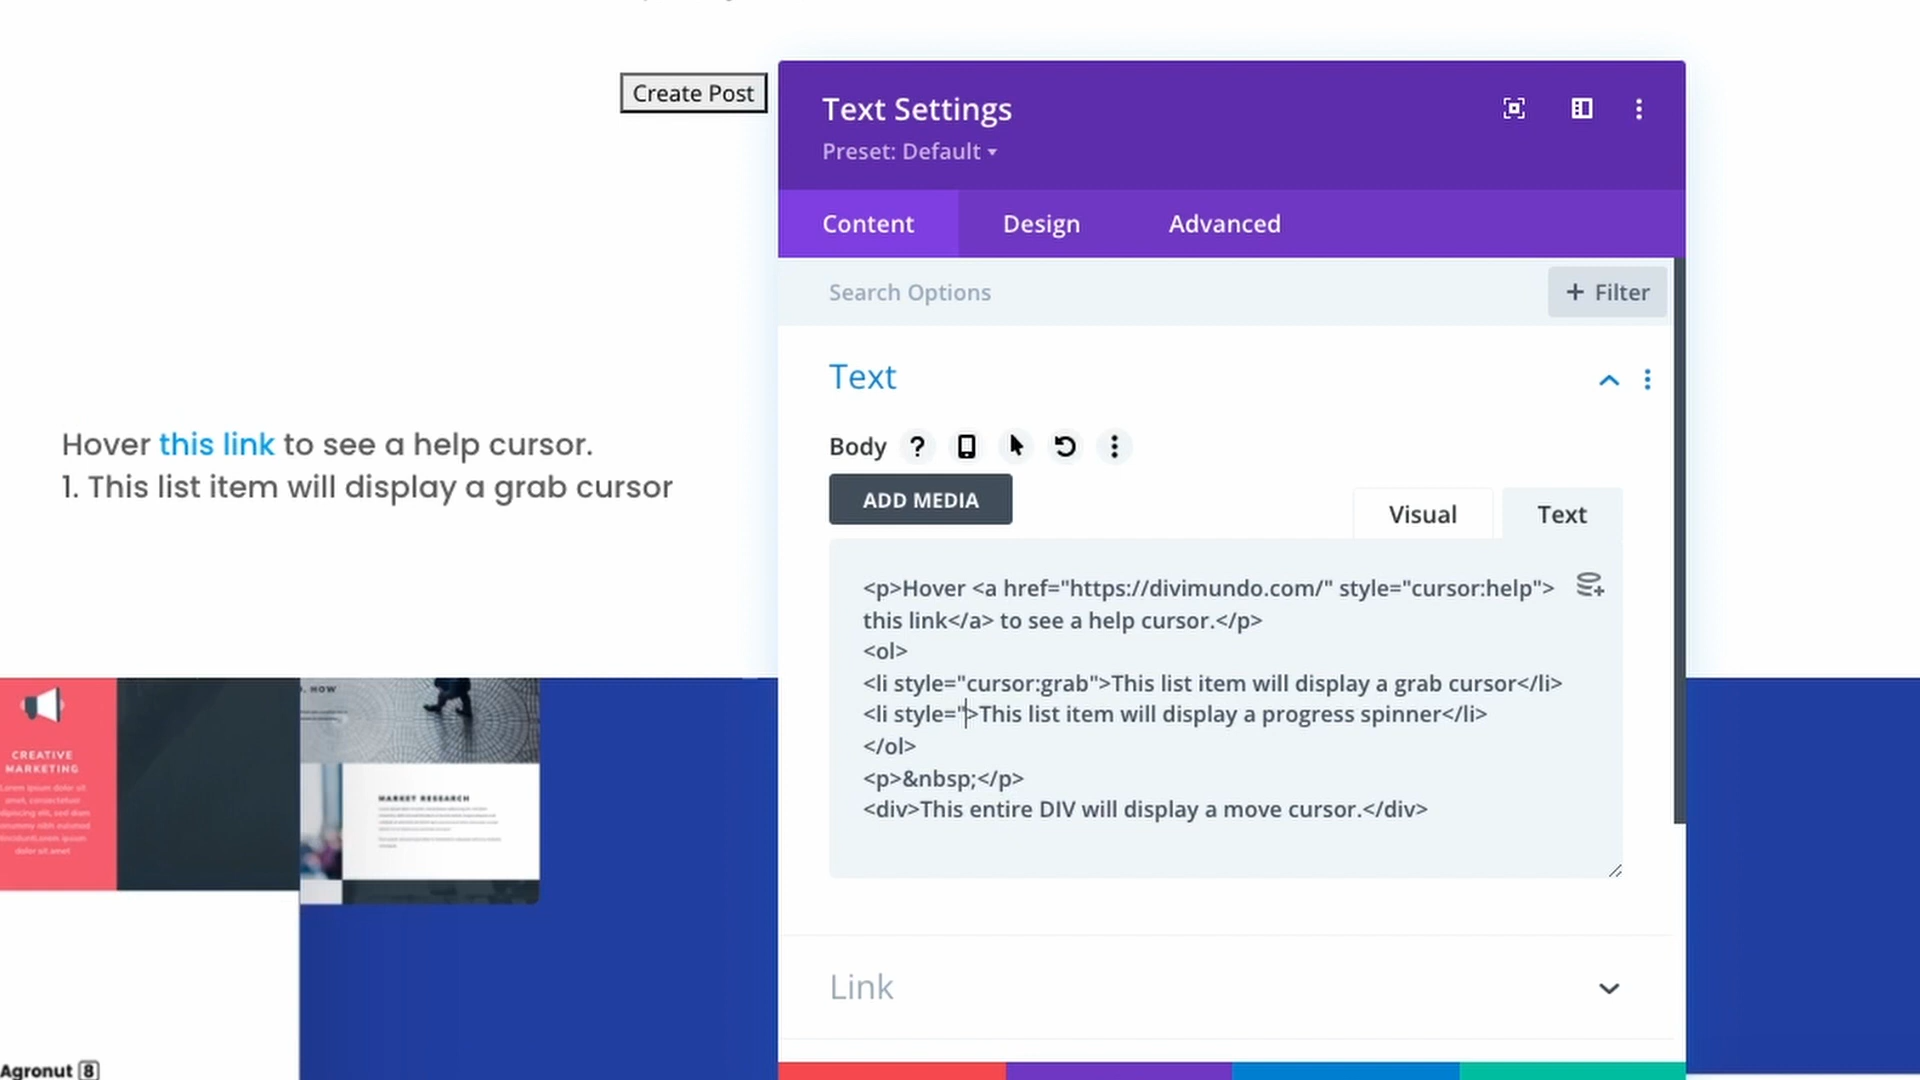 Create Post
Text Settings
Preset: Default
Content
Design
Advanced
Search Options
+ Filter
Text
Body
ADD MEDIA
Visual
Text
<p>Hover <a href="https://divimundo.com/" style="cursor:help">
this link</a> to see a help cursor.</p>
<ol>
<li style="cursor:grab">This list item will display a grab cursor</li>
<li style=">This list item will display a progress spinner</li>
</ol>
<p>&nbsp;</p>
<div>This entire DIV will display a move cursor.</div>
Link
Hover this link to see a help cursor.
1. This list item will display a grab cursor
HOW
CREATIVE
MARKETING
MARKET RESEARCH
Agronut 8